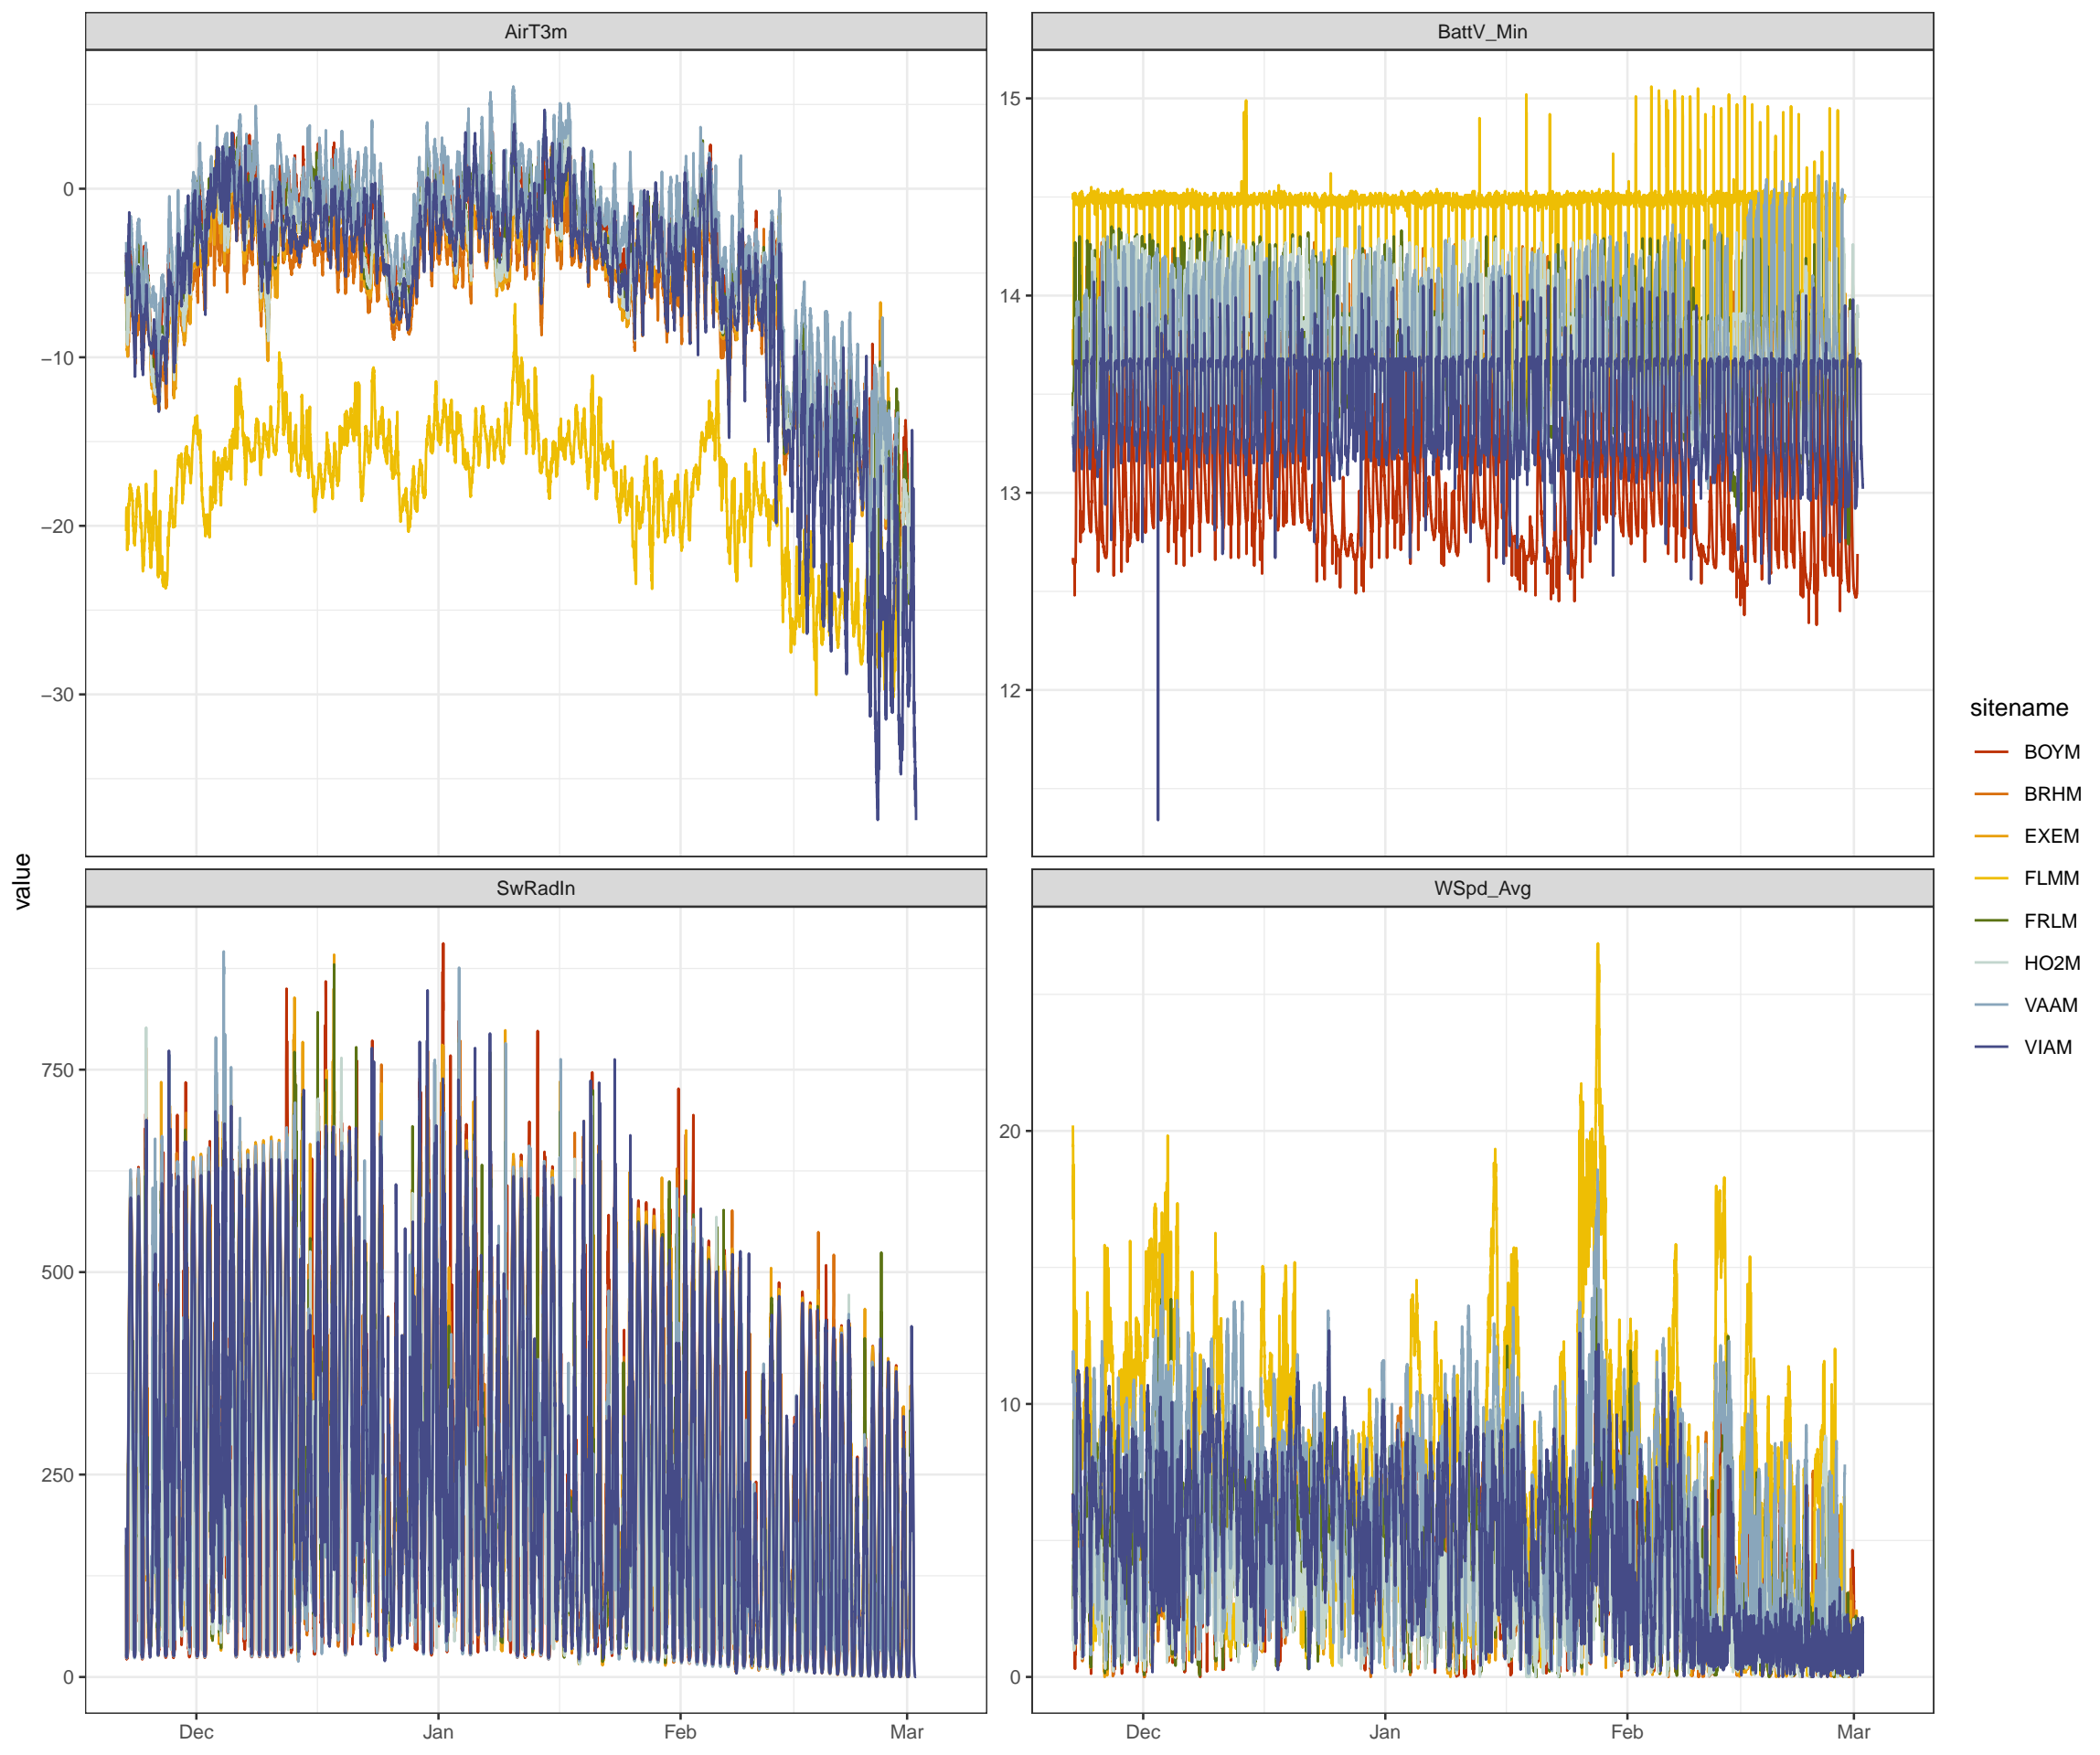 AirT3m
BattV_Min
0
−10
−20
−30
15
14
13
12
value
SwRadIn
WSpd_Avg
750
500
250
0
20
10
0
Dec
Jan
Feb
Mar
Dec
Jan
Feb
Mar
sitename
BOYM
BRHM
EXEM
FLMM
FRLM
HO2M
VAAM
VIAM